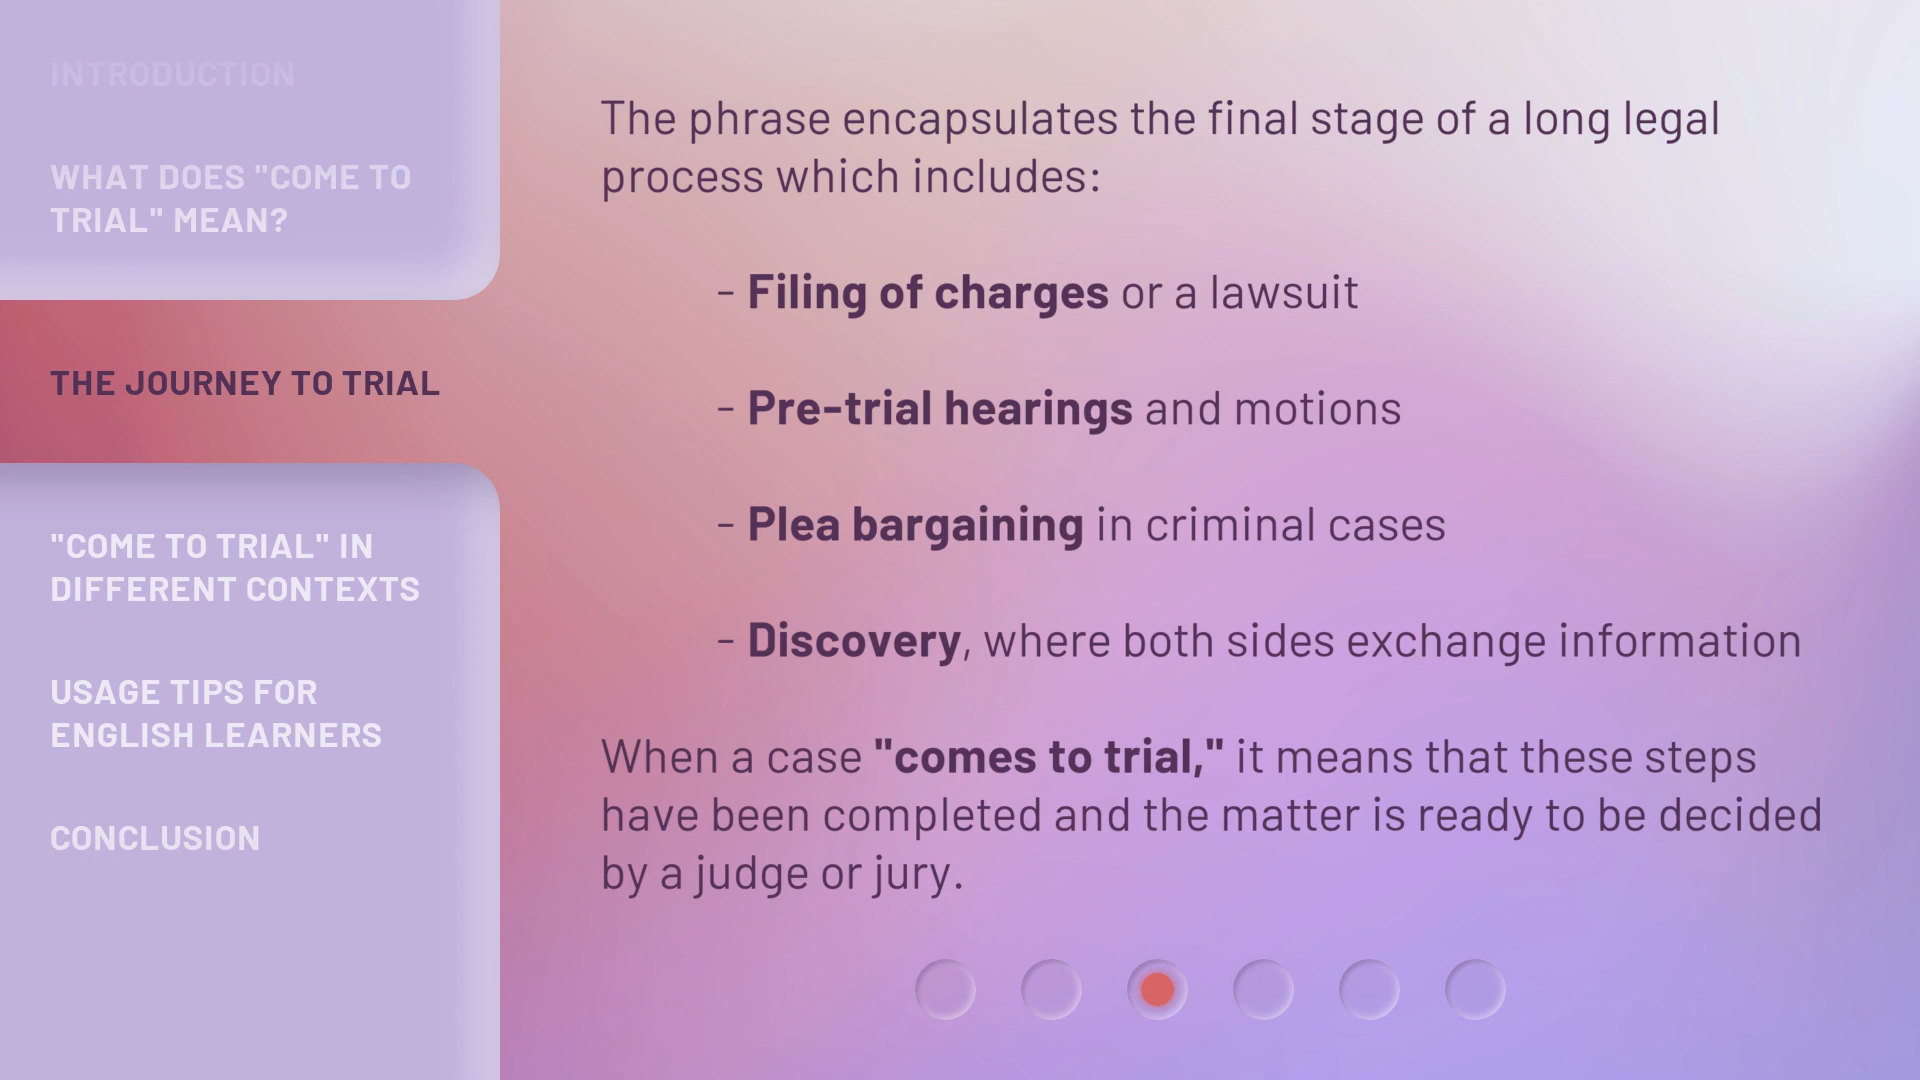 INTRODUCTION
WHAT DOES "COME TO
TRIAL" MEAN?
THE JOURNEY TO TRIAL
"COME TO TRIAL" IN
DIFFERENT CONTEXTS
USAGE TIPS FOR
ENGLISH LEARNERS
CONCLUSION
The phrase encapsulates the final stage of a long legal
process which includes:
- Filing of charges or a lawsuit
- Pre-trial hearings and motions
- Plea bargaining in criminal cases
- Discovery, where both sides exchange information
When a case "comes to trial," it means that these steps
have been completed and the matter is ready to be decided
by a judge or jury.